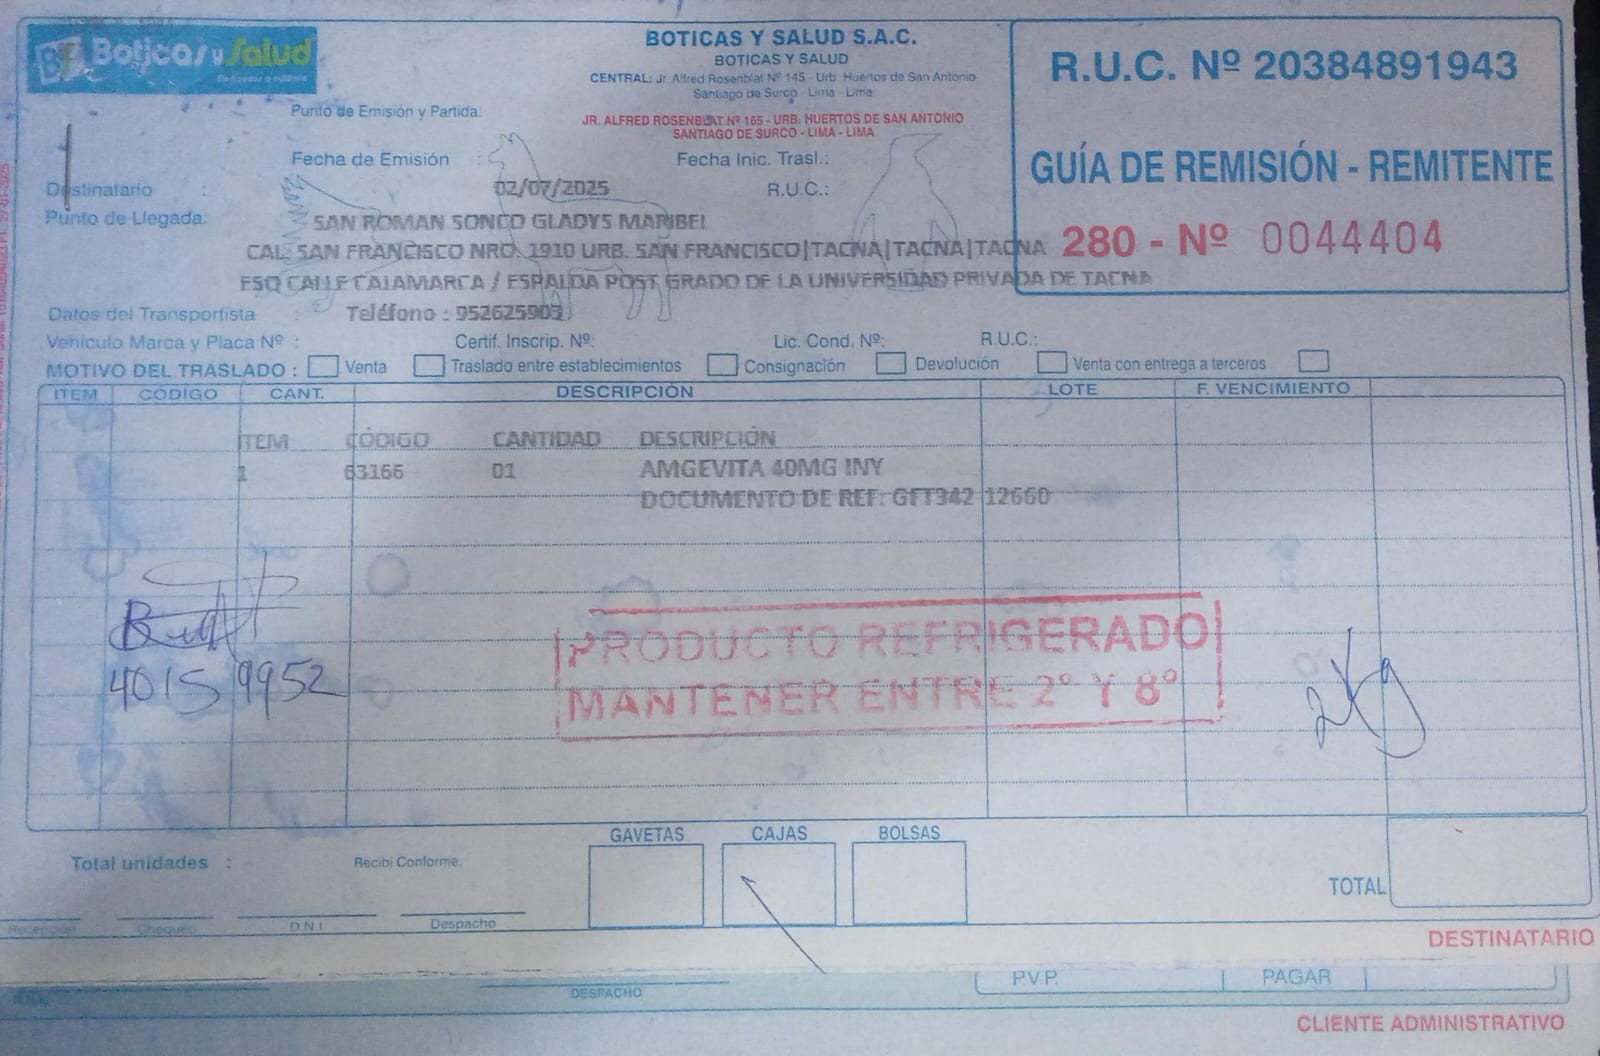 Boticas y Salud
BOTICAS Y SALUD S.A.C.
BOTICAS Y SALUD
CENTRAL: Jr. Alfred Rosenblat Nº 145 - Urb. Huertos de San Antonio
Santiago de Surco - Lima - Lima
Punto de Emisión y Partida:
JR. ALFRED ROSENBLAT Nº 165 - URB. HUERTOS DE SAN ANTONIO
SANTIAGO DE SURCO - LIMA - LIMA
R.U.C. Nº 20384891943
GUÍA DE REMISIÓN - REMITENTE
280 - Nº 0044404
Fecha de Emisión
Fecha Inic. Trasl.:
Destinatario :
02/07/2025
R.U.C.:
Punto de Llegada:
SAN ROMAN SONCO GLADYS MARIBEL
CAL. SAN FRANCISCO NRO. 1910 URB. SAN FRANCISCO|TACNA|TACNA|TACNA
ESQ CALLE CAJAMARCA / ESPALDA POST GRADO DE LA UNIVERSIDAD PRIVADA DE TACNA
Datos del Transportista :
Teléfono : 952625903
Vehículo Marca y Placa Nº :
Certif. Inscrip. Nº:
Lic. Cond. Nº:
R.U.C.:
MOTIVO DEL TRASLADO : Venta Traslado entre establecimientos Consignación Devolución Venta con entrega a terceros
ITEM CÓDIGO CANT. DESCRIPCIÓN LOTE F. VENCIMIENTO
ITEM CÓDIGO CANTIDAD DESCRIPCIÓN
1 63166 01 AMGEVITA 40MG INY
DOCUMENTO DE REF: GFT342 12660
40159952
PRODUCTO REFRIGERADO
MANTENER ENTRE 2° Y 8°
2Kg
GAVETAS CAJAS BOLSAS
Total unidades :
Recibí Conforme:
TOTAL
Recepción Chequeo D.N.I. Despacho
DESTINATARIO
P.V.P. PAGAR
DESPACHO
CLIENTE ADMINISTRATIVO